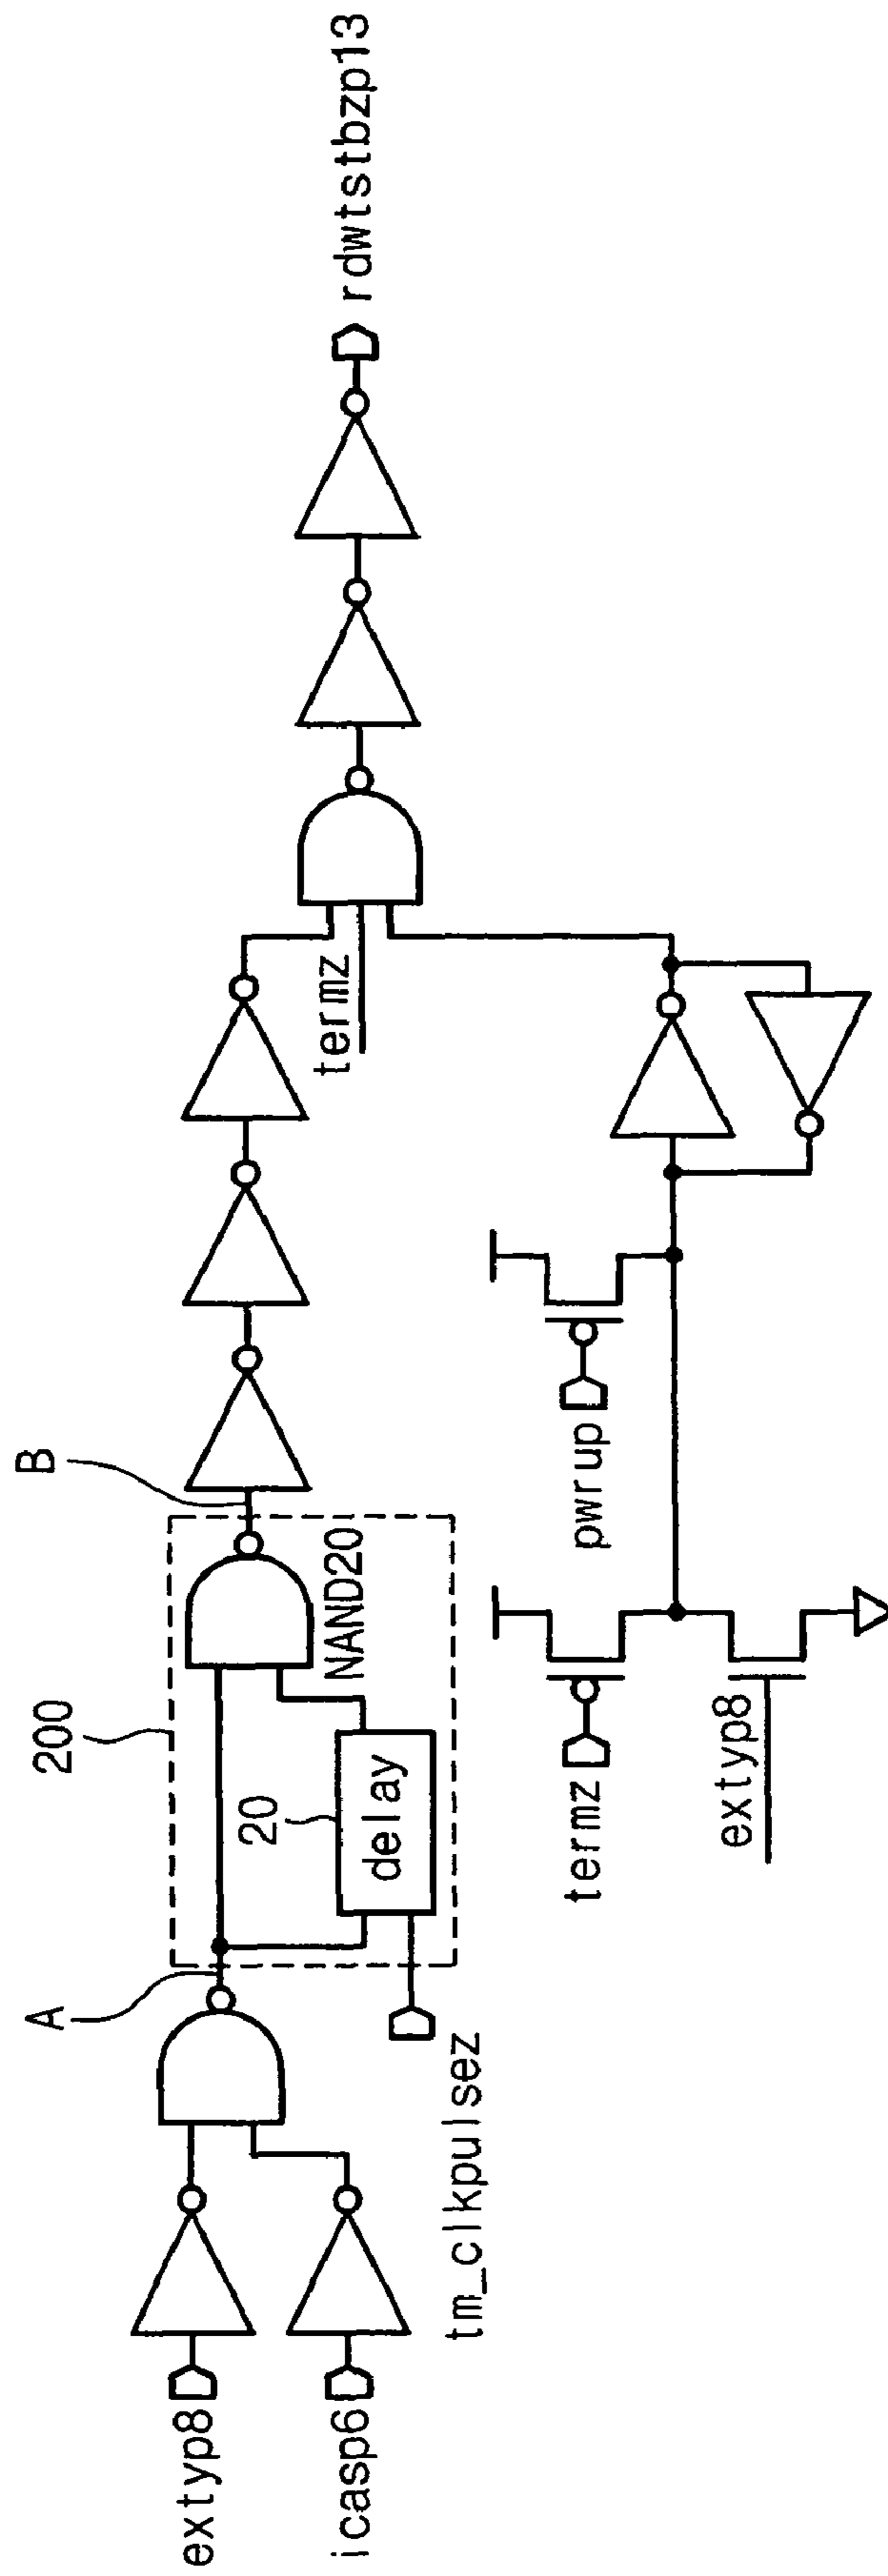 extyp8
icasp6
tm_clkpulsez
A
200
20
delay
NAND20
B
termz
rdwtstbzp13
termz
extyp8
pwrup